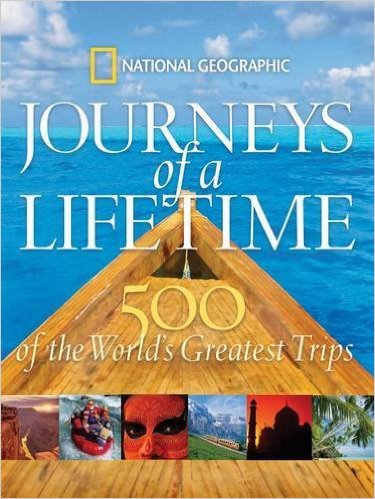 NATIONAL GEOGRAPHIC
JOURNEYS
of a
LIFETIME
500
of the World's Greatest Trips